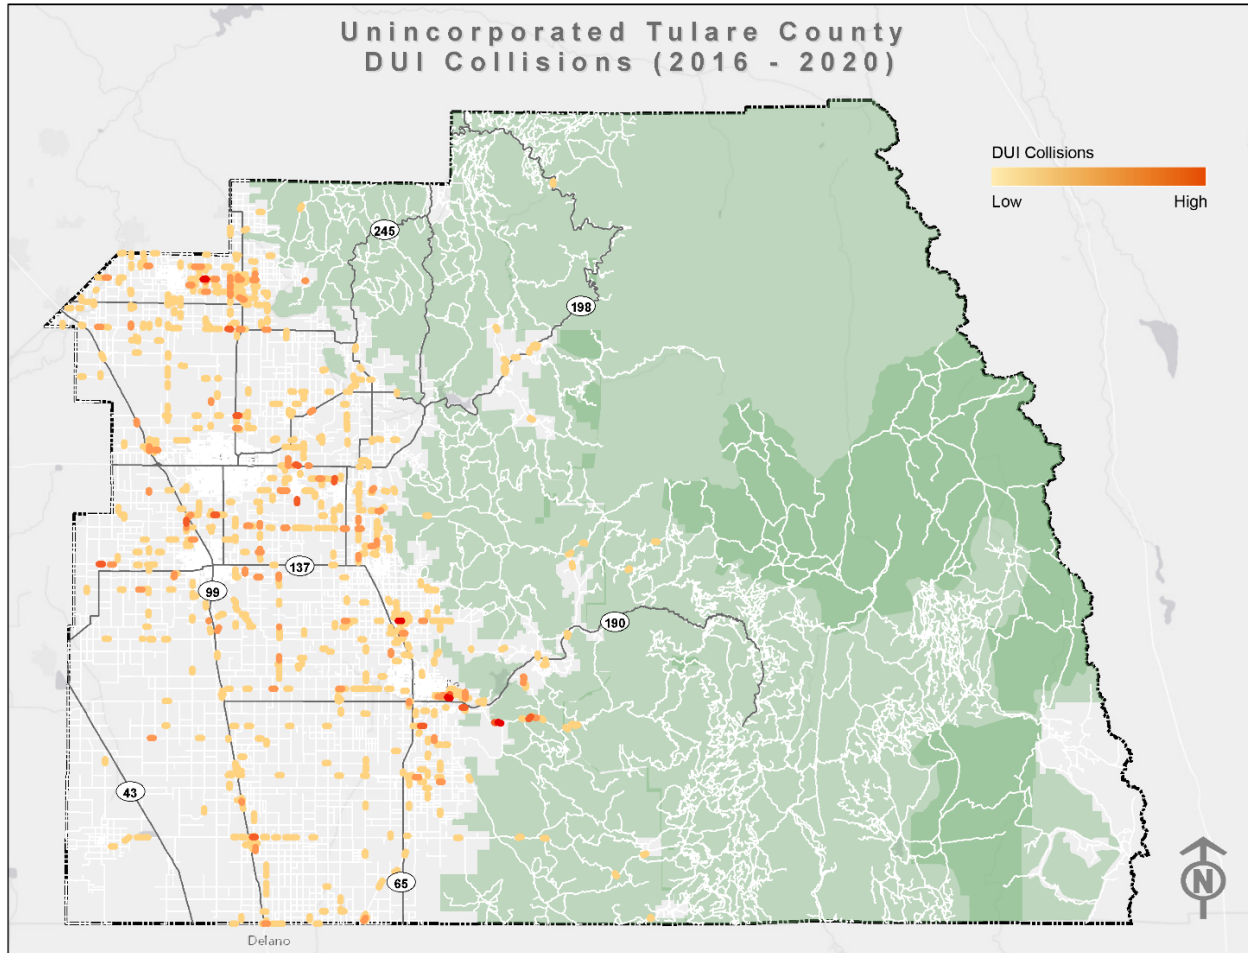 Unincorporated Tulare County
DUI Collisions (2016 - 2020)
DUI Collisions
Low High
245
198
137
99
190
43
65
N
Delano